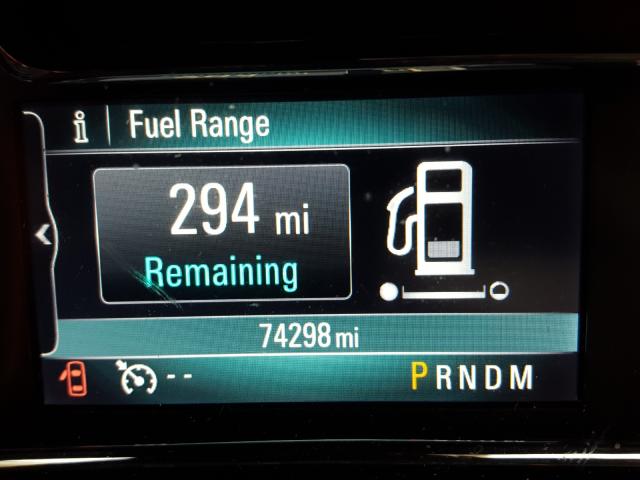 i Fuel Range
294 mi
Remaining
74298 mi
-- PRNDM